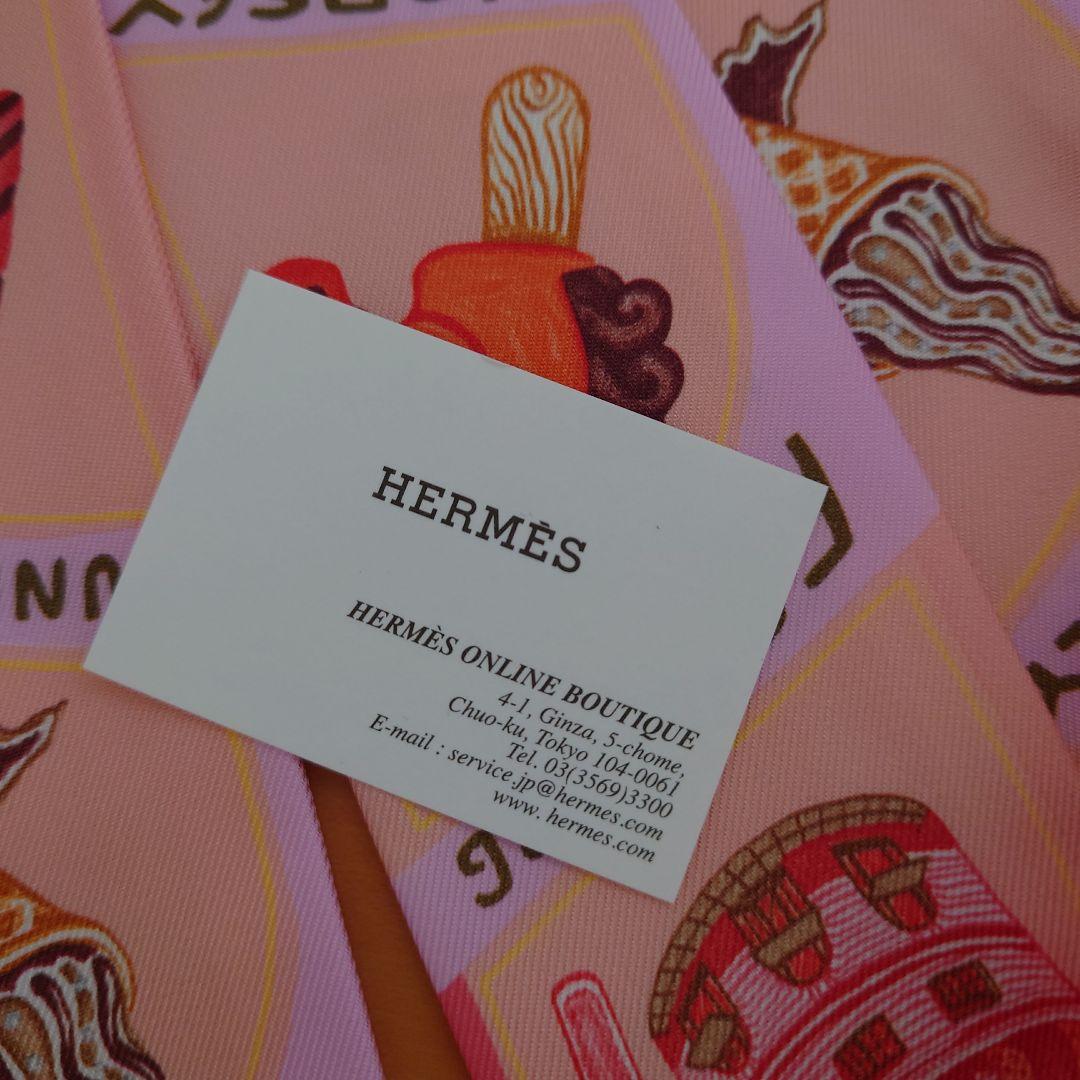 HERMÈS
HERMÈS ONLINE BOUTIQUE
4-1, Ginza, 5-chome,
Chuo-ku, Tokyo 104-0061
Tel. 03(3569)3300
E-mail : service.jp@hermes.com
www. hermes.com